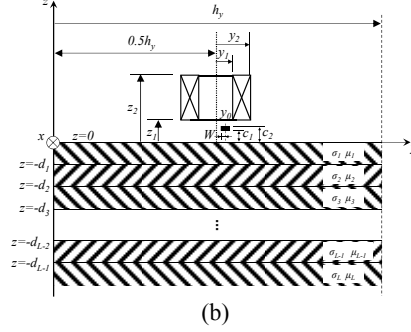 z
h_y
y_2
0.5h_y
y_1
z_2
y_0
z_1
W
c_1
c_2
x
z=0
σ_1 μ_1
z=-d_1
σ_2 μ_2
z=-d_2
σ_3 μ_3
z=-d_3
⋮
z=-d_{L-2}
σ_{L-1} μ_{L-1}
z=-d_{L-1}
σ_L μ_L
(b)